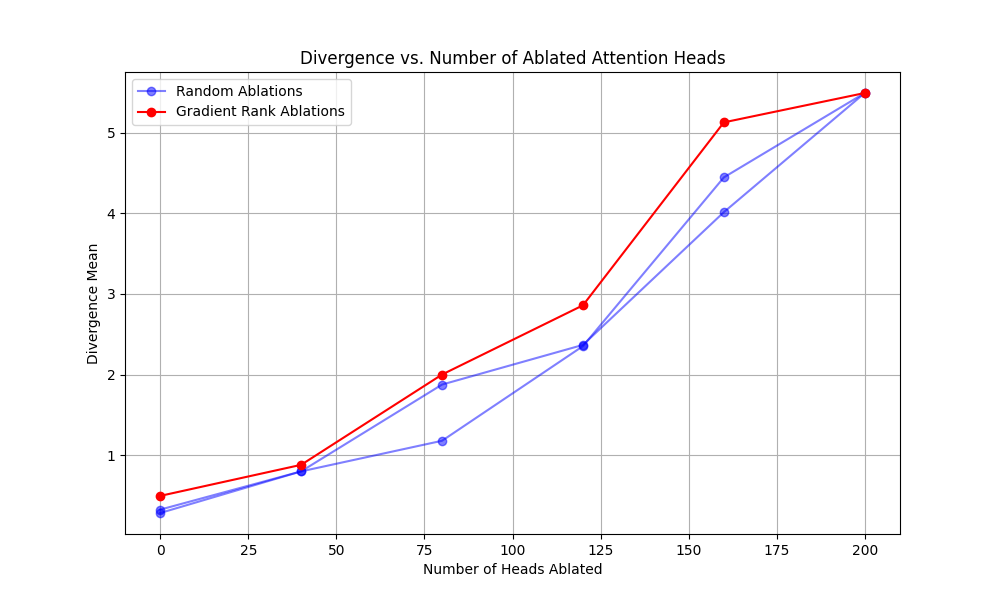 Divergence vs. Number of Ablated Attention Heads
Random Ablations
Gradient Rank Ablations
Divergence Mean
5
4
3
2
1
0 25 50 75 100 125 150 175 200
Number of Heads Ablated